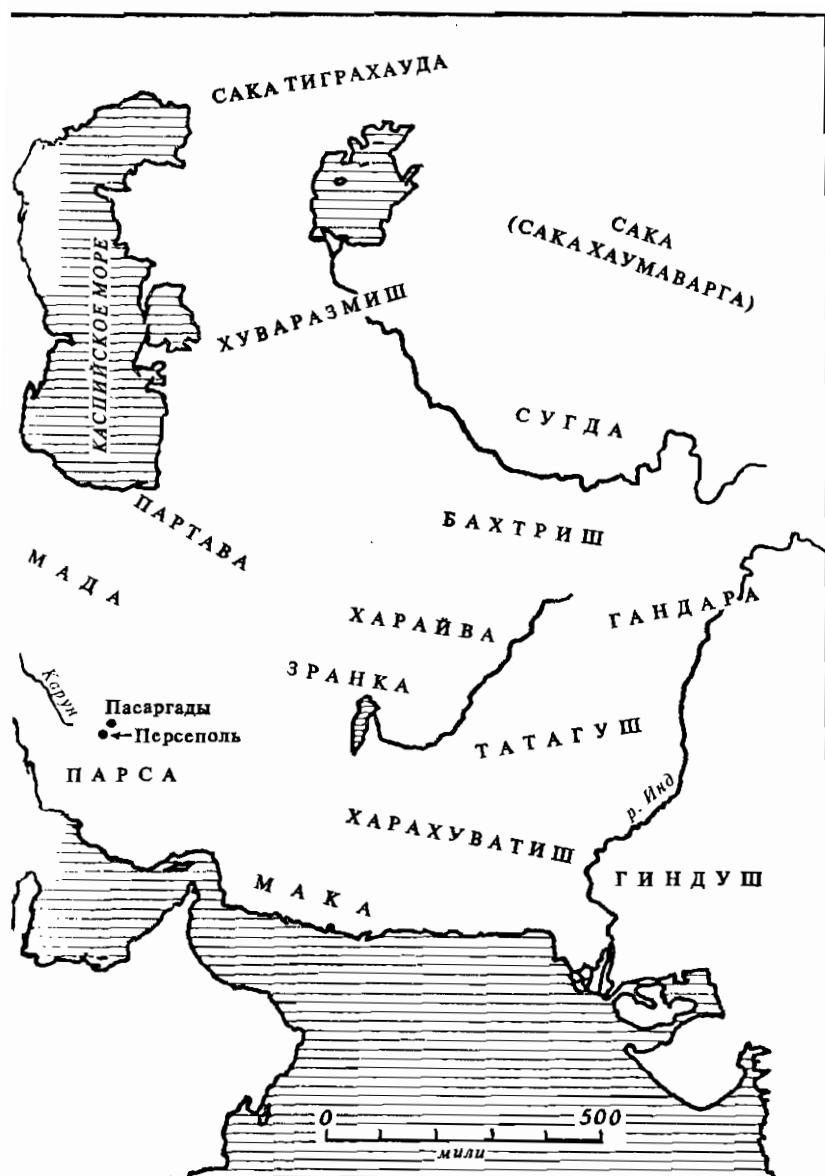 САКА ТИГРАХАУДА
САКА
(САКА ХАУМАВАРГА)
КАСПИЙСКОЕ МОРЕ
ХУВАРАЗМИШ
СУГДА
ПАРТАВА
БАХТРИШ
МАДА
ХАРАЙВА
ГАНДАРА
ЗРАНКА
Карун
Пасаргады
Персеполь
ТАТАГУШ
ПАРСА
р. Инд
ХАРАХУВАТИШ
ГИНДУШ
МАКА
0 500
мили